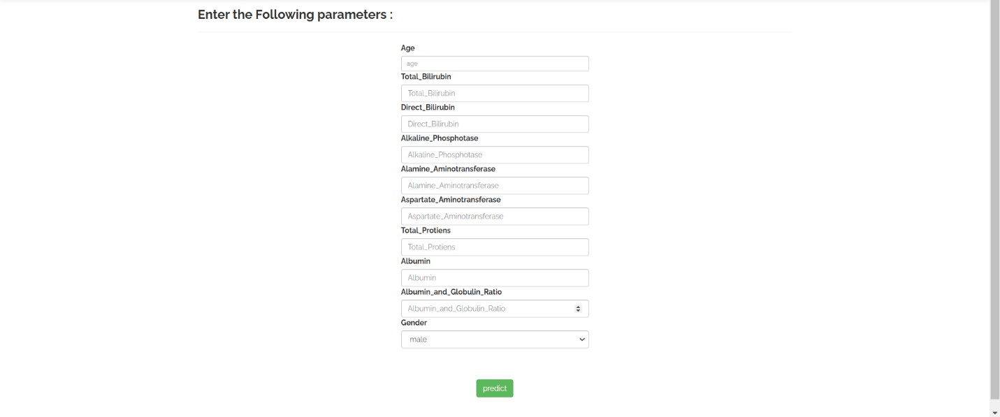 Enter the Following parameters :
Age
age
Total_Bilirubin
Total_Bilirubin
Direct_Bilirubin
Direct_Bilirubin
Alkaline_Phosphotase
Alkaline_Phosphotase
Alamine_Aminotransferase
Alamine_Aminotransferase
Aspartate_Aminotransferase
Aspartate_Aminotransferase
Total_Protiens
Total_Protiens
Albumin
Albumin
Albumin_and_Globulin_Ratio
Albumin_and_Globulin_Ratio
Gender
male
predict